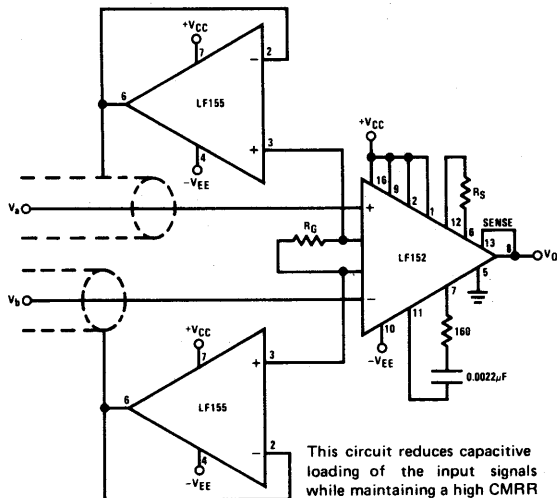 +VCC
7
2
−
6
LF155
4
−VEE
+
3
+VCC
16
9
2
1
12
RS
6
SENSE
13
8
VO
Va
+
RG
LF152
5
Vb
−
7
10
−VEE
11
160
0.0022μF
+VCC
7
+
3
6
LF155
−
2
4
−VEE
This circuit reduces capacitive
loading of the input signals
while maintaining a high CMRR